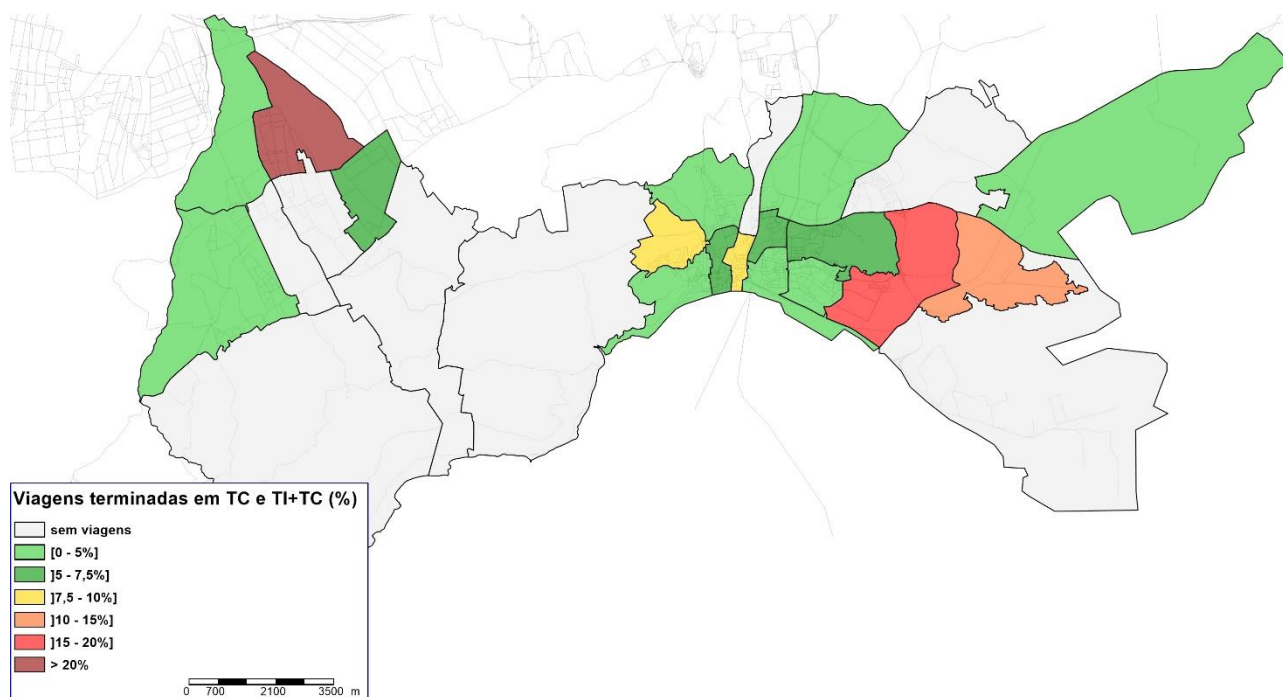 Viagens terminadas em TC e TI+TC (%)
sem viagens
[0 - 5%]
]5 - 7,5%]
]7,5 - 10%]
]10 - 15%]
]15 - 20%]
> 20%
0 700 2100 3500 m